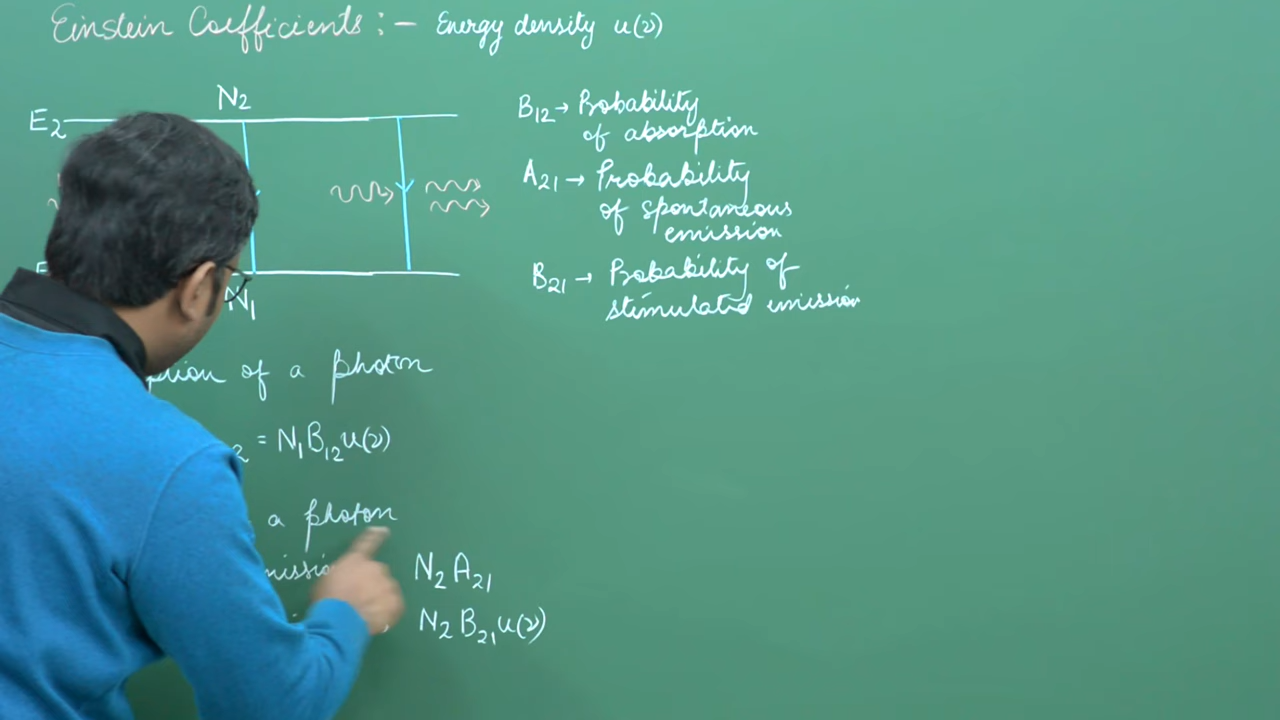 Einstein Coefficients :- Energy density u(ν)
N2
E2
N1
B12 → Probability
of absorption
A21 → Probability
of spontaneous
emission
B21 → Probability of
stimulated emission
of a photon
= N1B12u(ν)
a photon
N2A21
N2B21u(ν)